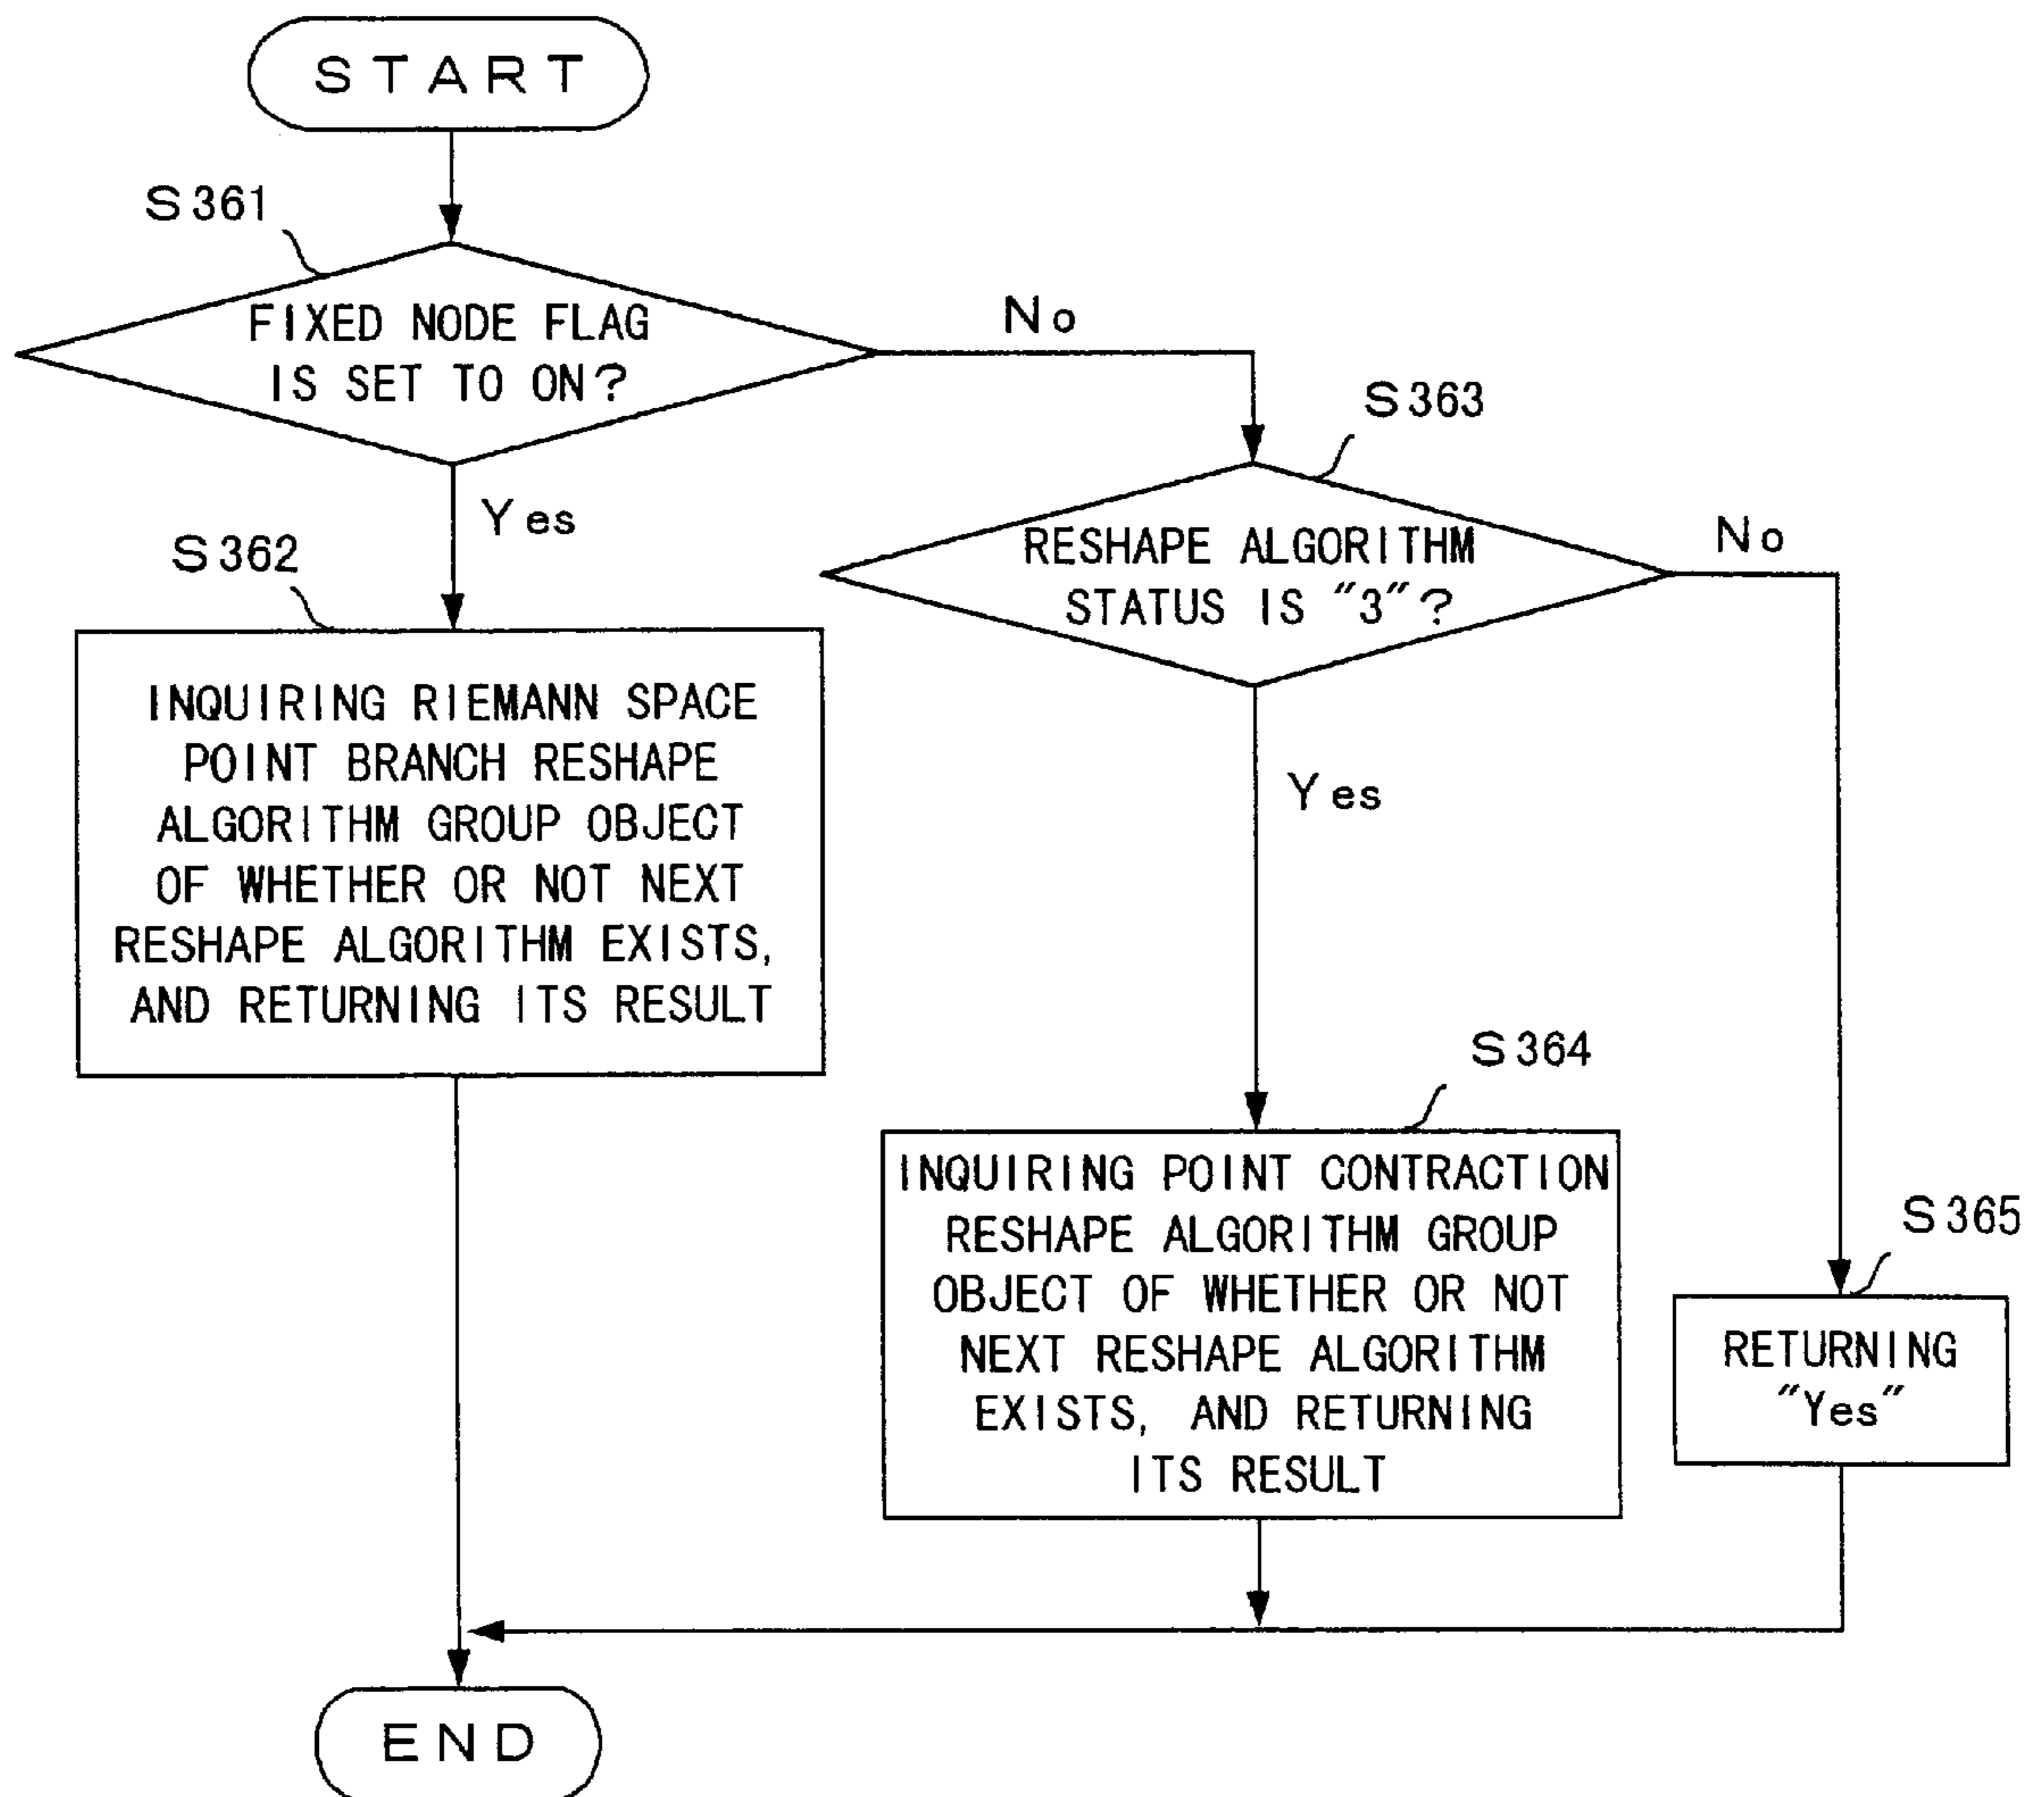 START
S361
FIXED NODE FLAG
IS SET TO ON?
No
Yes
S362
INQUIRING RIEMANN SPACE
POINT BRANCH RESHAPE
ALGORITHM GROUP OBJECT
OF WHETHER OR NOT NEXT
RESHAPE ALGORITHM EXISTS,
AND RETURNING ITS RESULT
S363
RESHAPE ALGORITHM
STATUS IS "3"?
No
Yes
S364
INQUIRING POINT CONTRACTION
RESHAPE ALGORITHM GROUP
OBJECT OF WHETHER OR NOT
NEXT RESHAPE ALGORITHM
EXISTS, AND RETURNING
ITS RESULT
S365
RETURNING
"Yes"
END